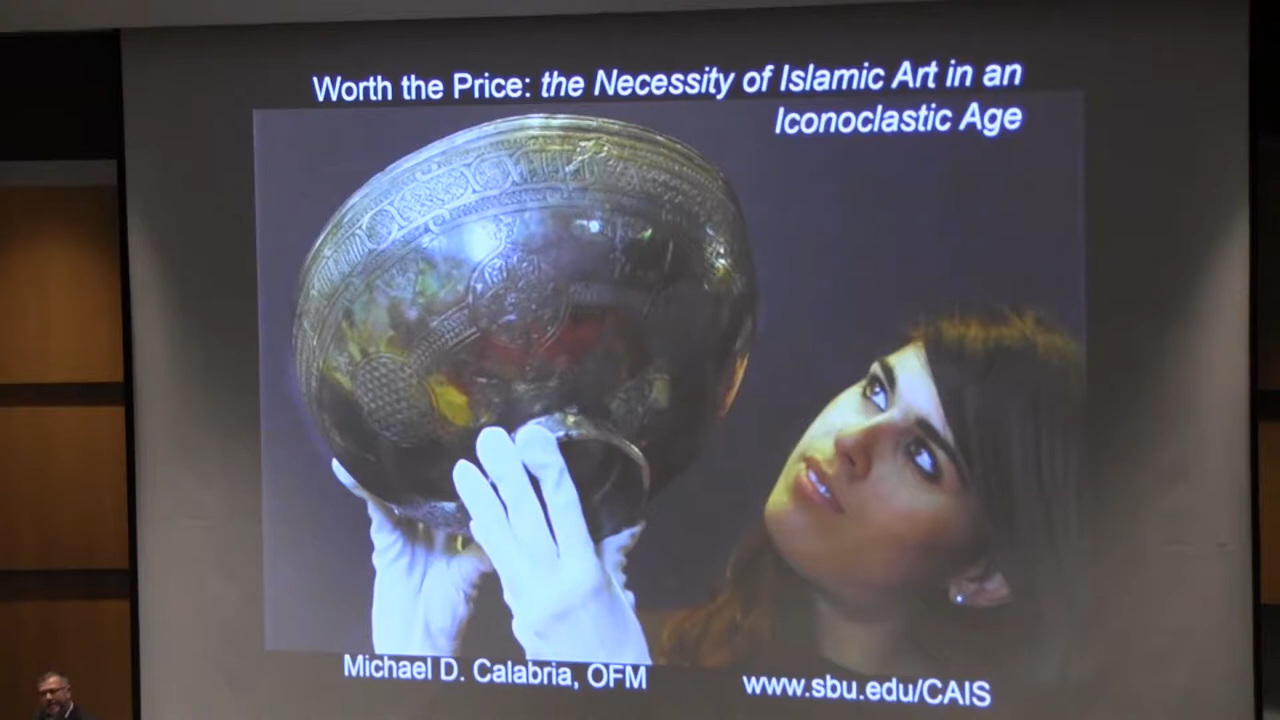 Worth the Price: the Necessity of Islamic Art in an
Iconoclastic Age
Michael D. Calabria, OFM
www.sbu.edu/CAIS